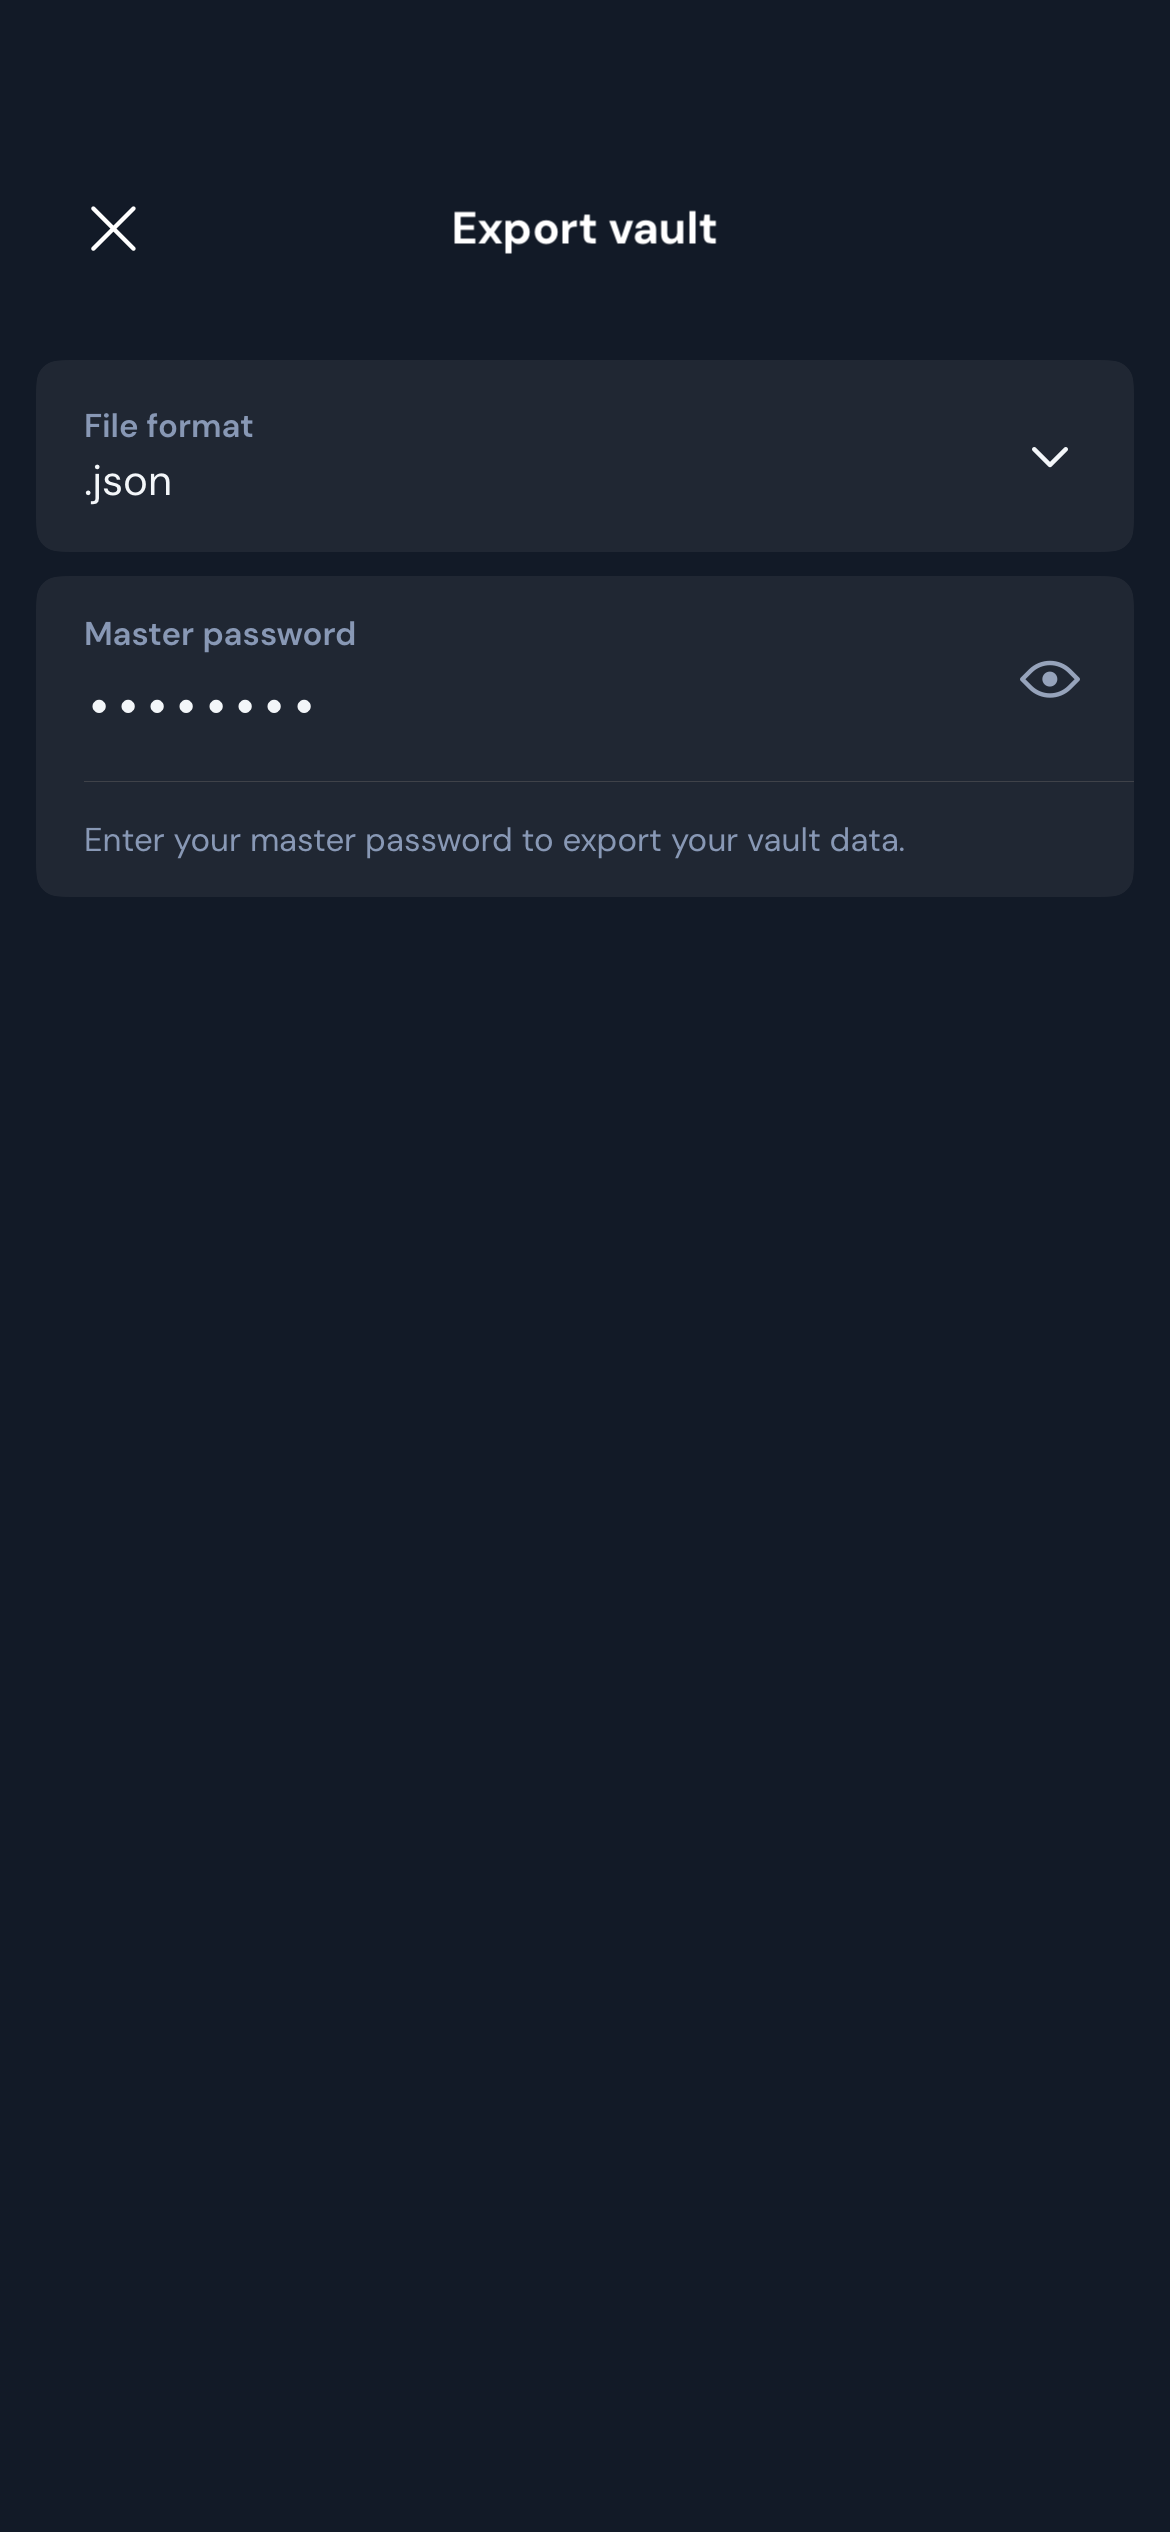 Export vault
File format
.json
Master password
••••••••
Enter your master password to export your vault data.